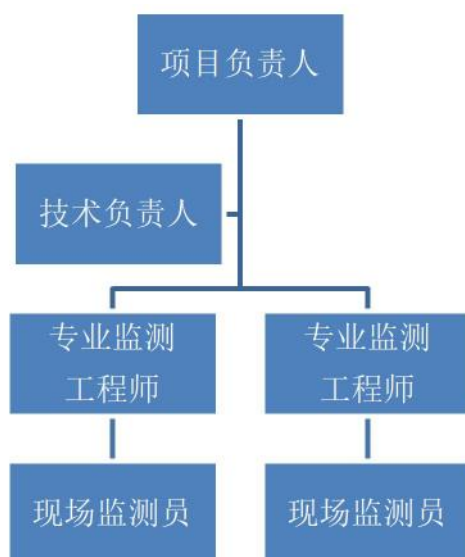 项目负责人
技术负责人
专业监测
工程师
专业监测
工程师
现场监测员
现场监测员